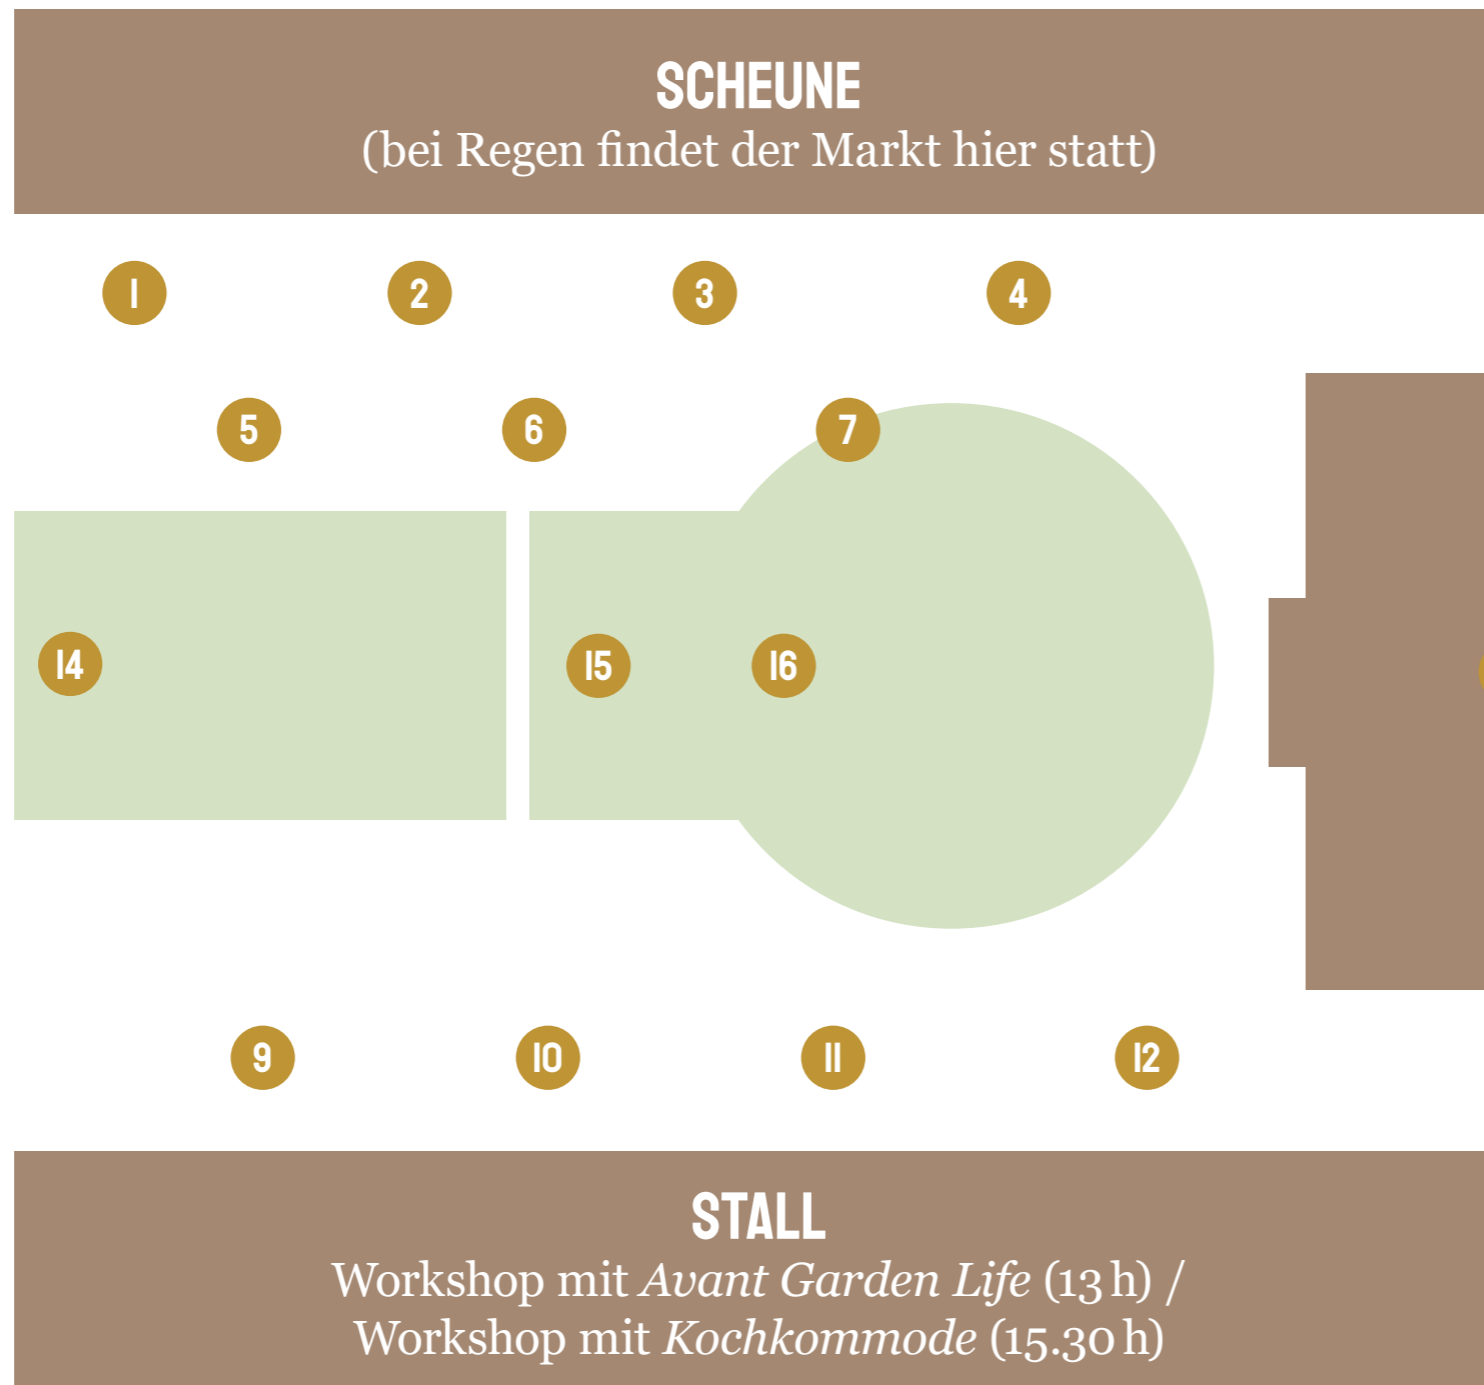 SCHEUNE
(bei Regen findet der Markt hier statt)
1 2 3 4
5 6 7
14 15 16
9 10 11 12
STALL
Workshop mit Avant Garden Life (13 h) /
Workshop mit Kochkommode (15.30 h)